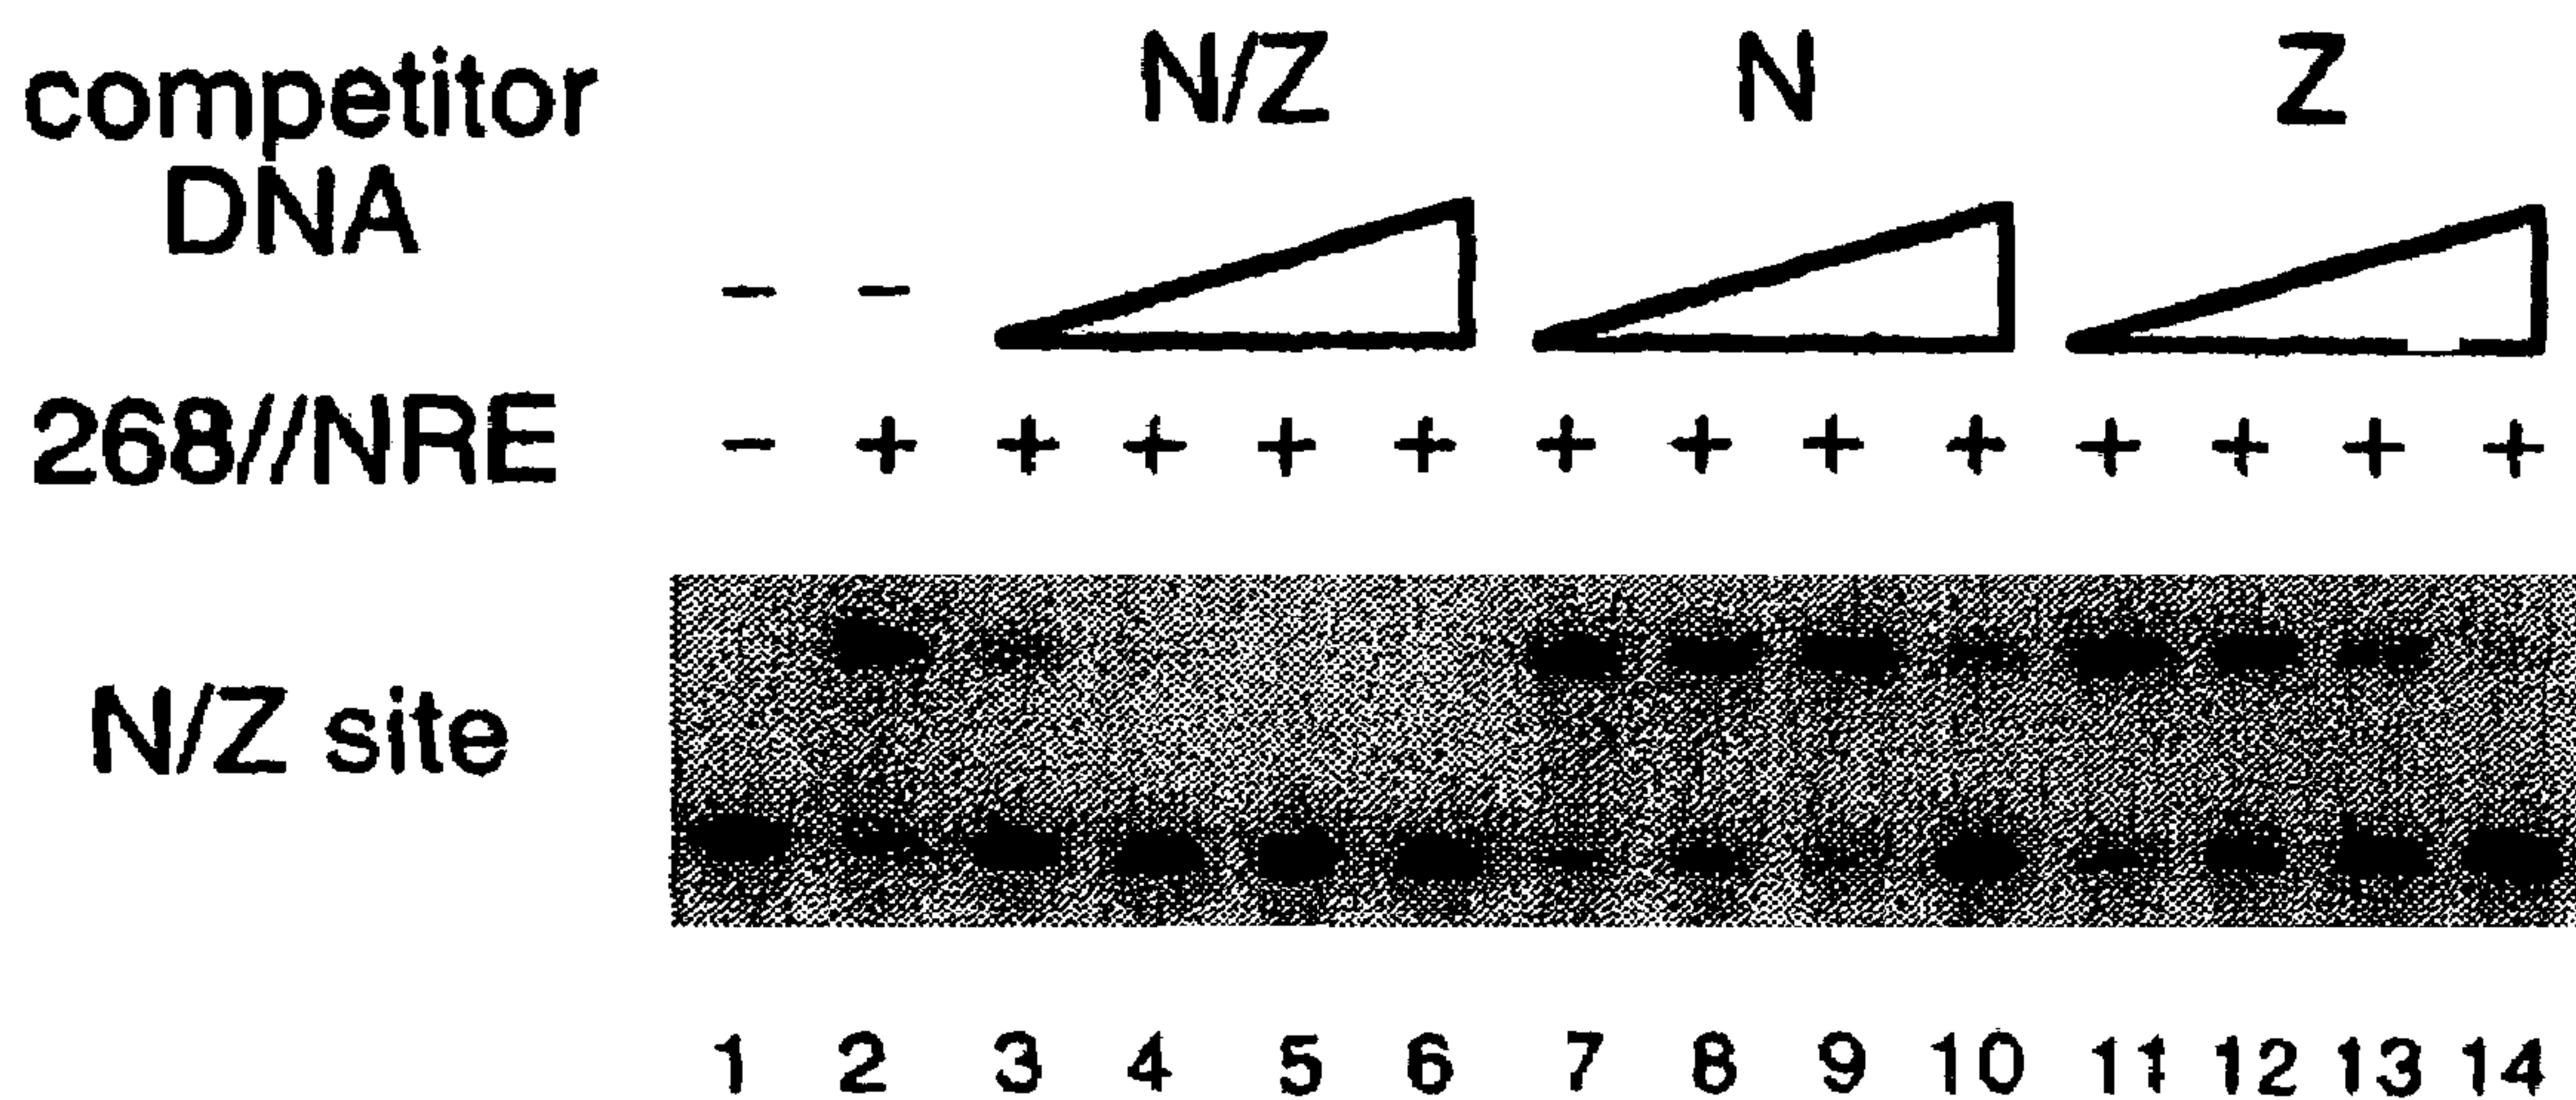 competitor DNA N/Z N Z
- -
268//NRE - + + + + + + + + + + + + +
N/Z site
1 2 3 4 5 6 7 8 9 10 11 12 13 14